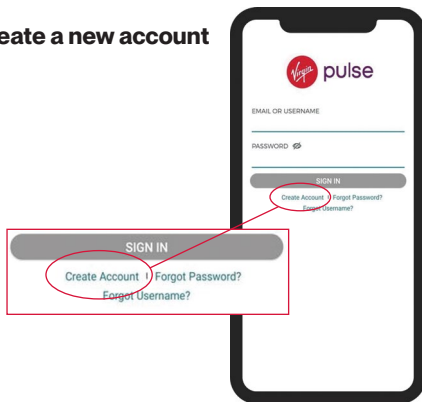 eate a new account
Virgin pulse
EMAIL OR USERNAME
PASSWORD
SIGN IN
Create Account | Forgot Password?
Forgot Username?
SIGN IN
Create Account | Forgot Password?
Forgot Username?